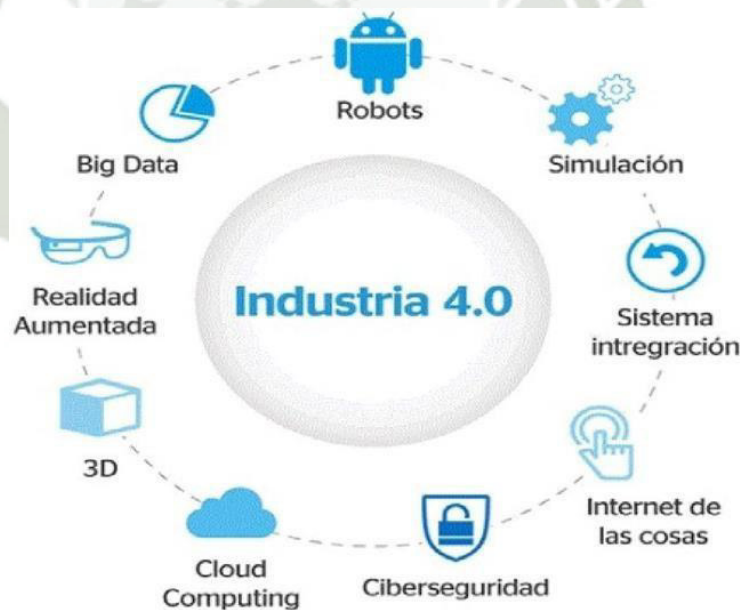 Robots
Big Data
Simulación
Realidad
Aumentada
Industria 4.0
Sistema
intregración
3D
Internet de
las cosas
Cloud
Computing
Ciberseguridad